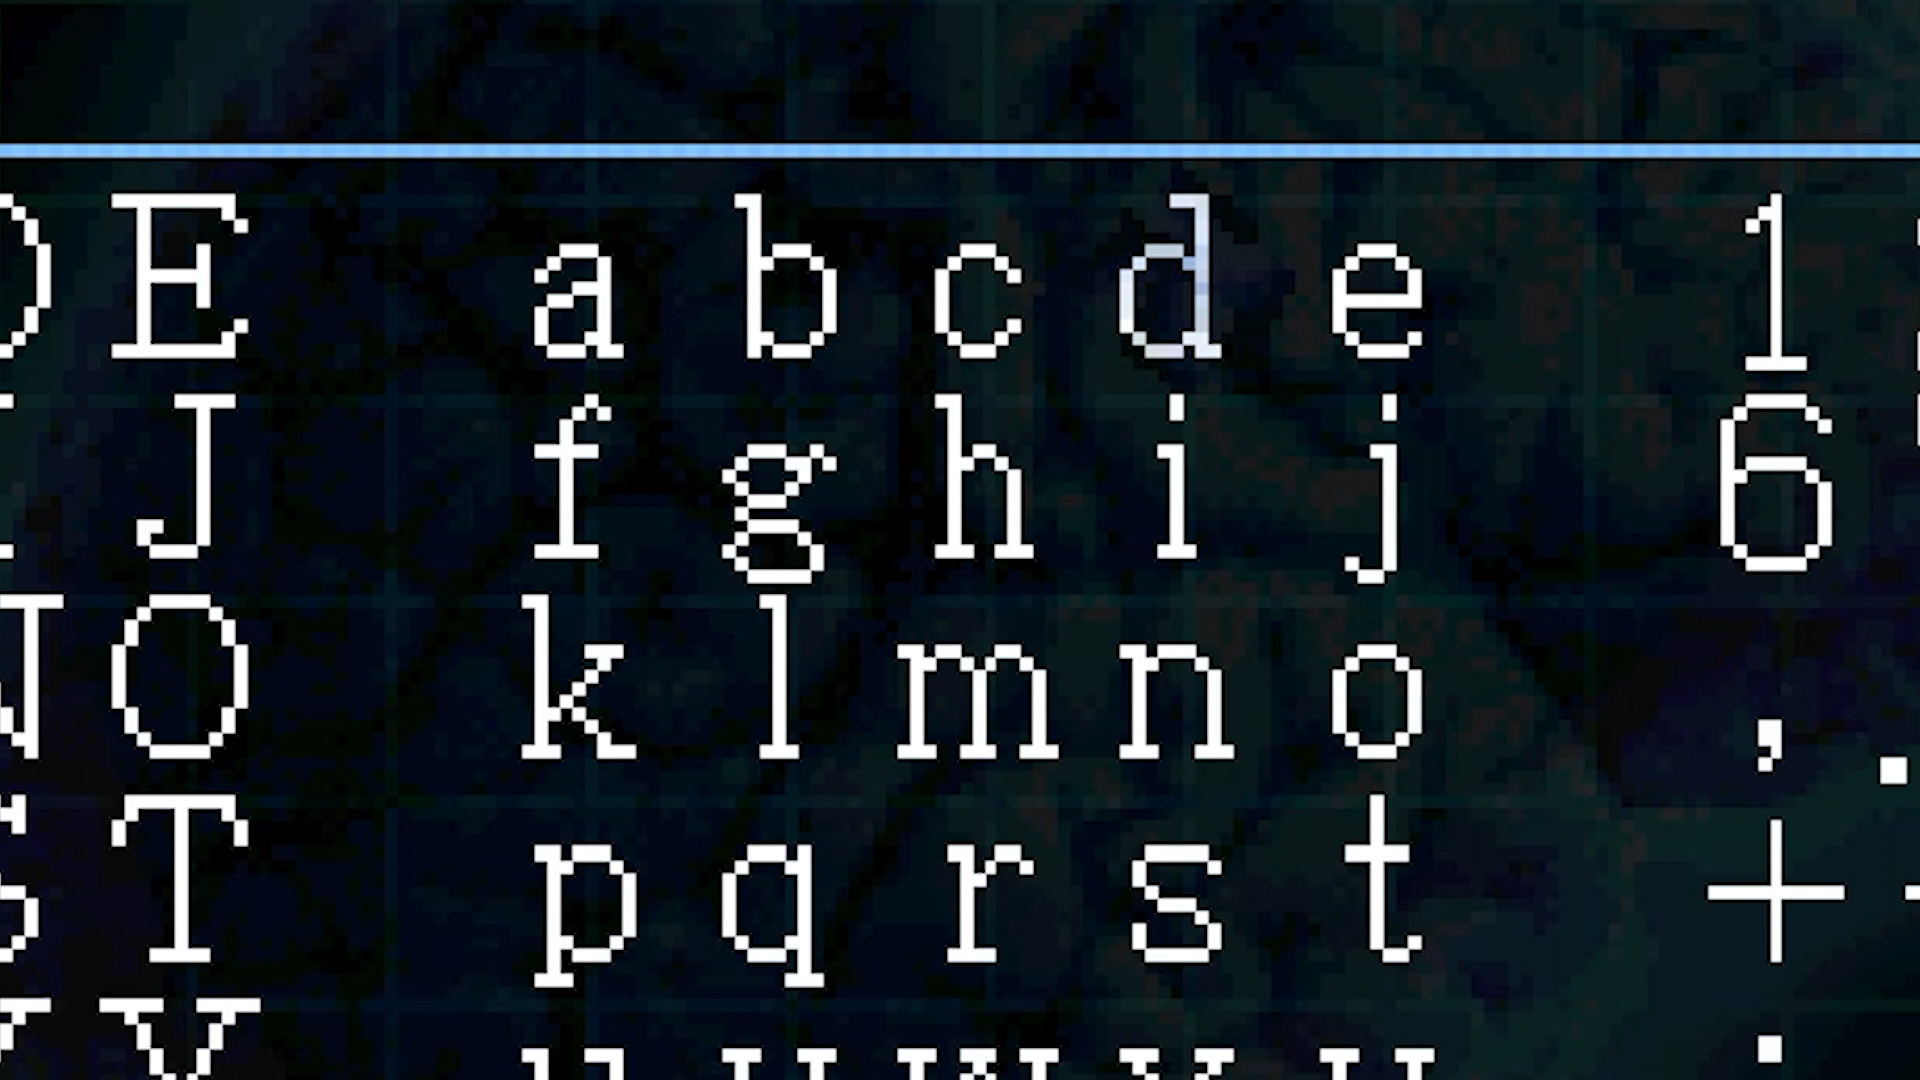 E a b c d e 1
J f g h i j 6
N O k l m n o , .
S T p q r s t +
Y u v w x y